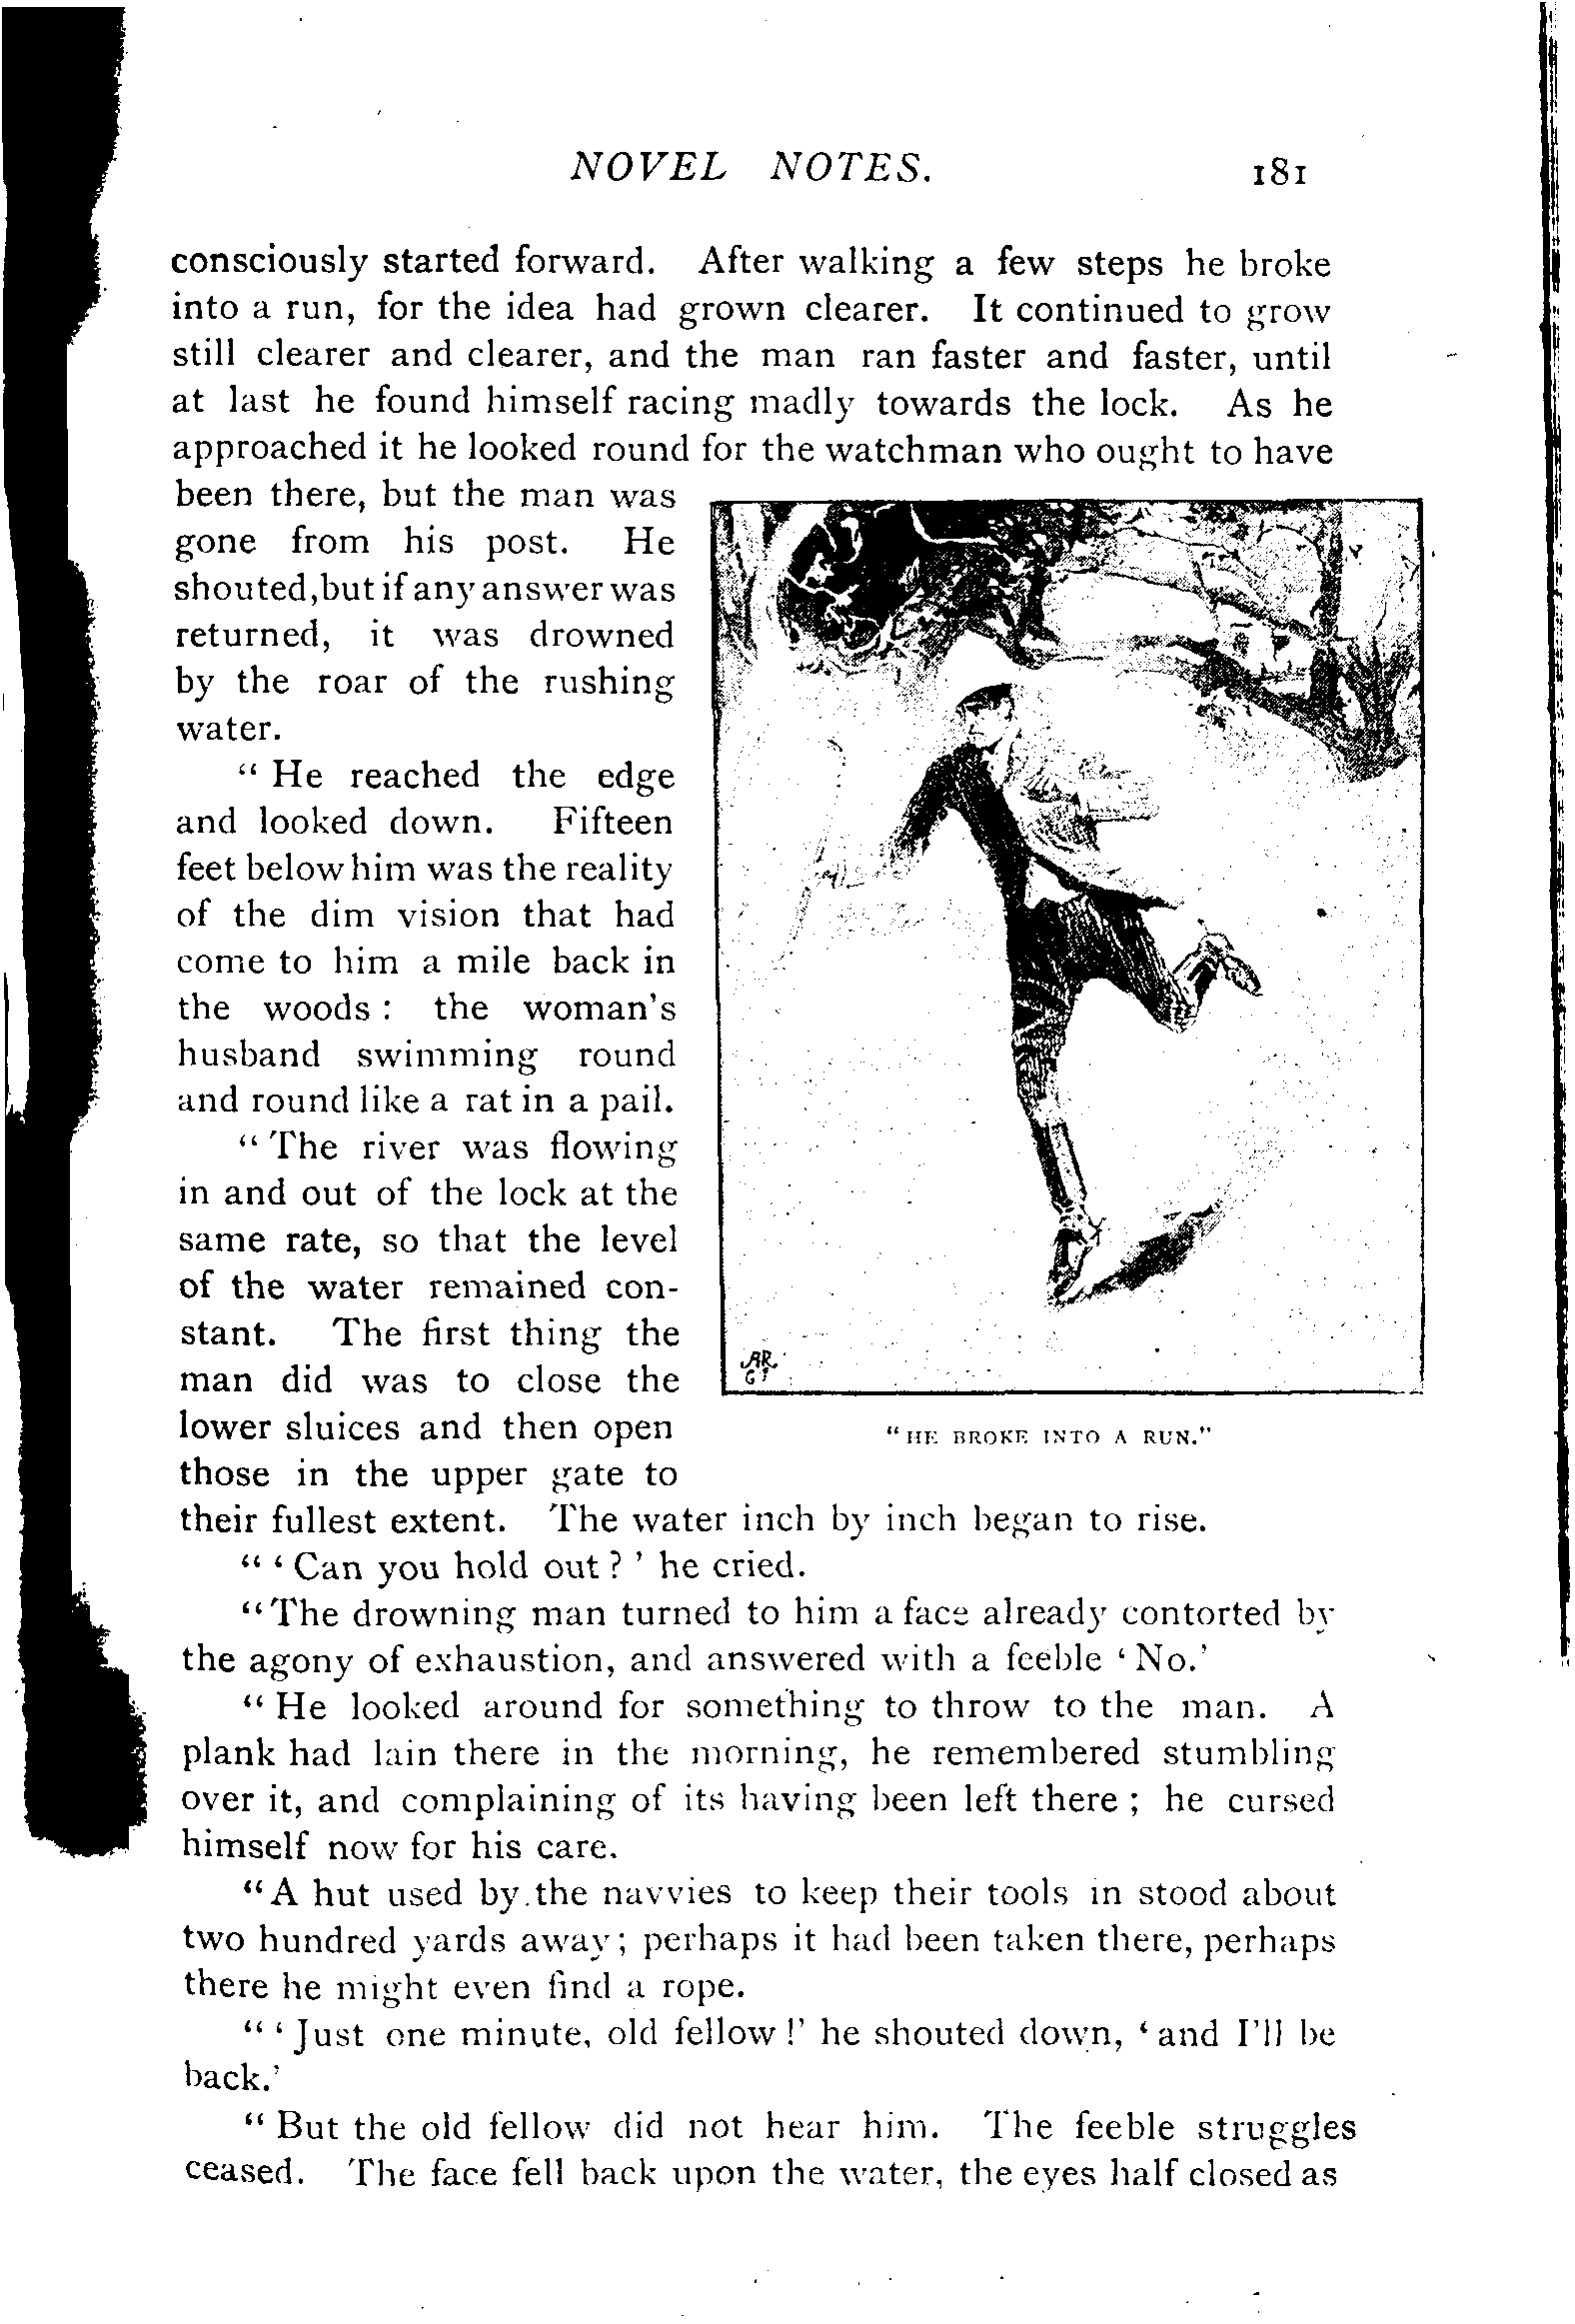 NOVEL NOTES. 181
consciously started forward. After walking a few steps he broke
into a run, for the idea had grown clearer. It continued to grow
still clearer and clearer, and the man ran faster and faster, until
at last he found himself racing madly towards the lock. As he
approached it he looked round for the watchman who ought to have
been there, but the man was
gone from his post. He
shouted, but if any answer was
returned, it was drowned
by the roar of the rushing
water.
“ He reached the edge
and looked down. Fifteen
feet below him was the reality
of the dim vision that had
come to him a mile back in
the woods : the woman's
husband swimming round
and round like a rat in a pail.
“ The river was flowing
in and out of the lock at the
same rate, so that the level
of the water remained con-
stant. The first thing the
man did was to close the
lower sluices and then open
those in the upper gate to
their fullest extent. The water inch by inch began to rise.
“ ‘ Can you hold out ? ’ he cried.
“ The drowning man turned to him a face already contorted by
the agony of exhaustion, and answered with a feeble ‘ No.’
“ He looked around for something to throw to the man. A
plank had lain there in the morning, he remembered stumbling
over it, and complaining of its having been left there ; he cursed
himself now for his care.
“ A hut used by the navvies to keep their tools in stood about
two hundred yards away ; perhaps it had been taken there, perhaps
there he might even find a rope.
“ ‘ Just one minute, old fellow !’ he shouted down, ‘ and I'll be
back.’
“ But the old fellow did not hear him. The feeble struggles
ceased. The face fell back upon the water, the eyes half closed as
“ HE BROKE INTO A RUN.”